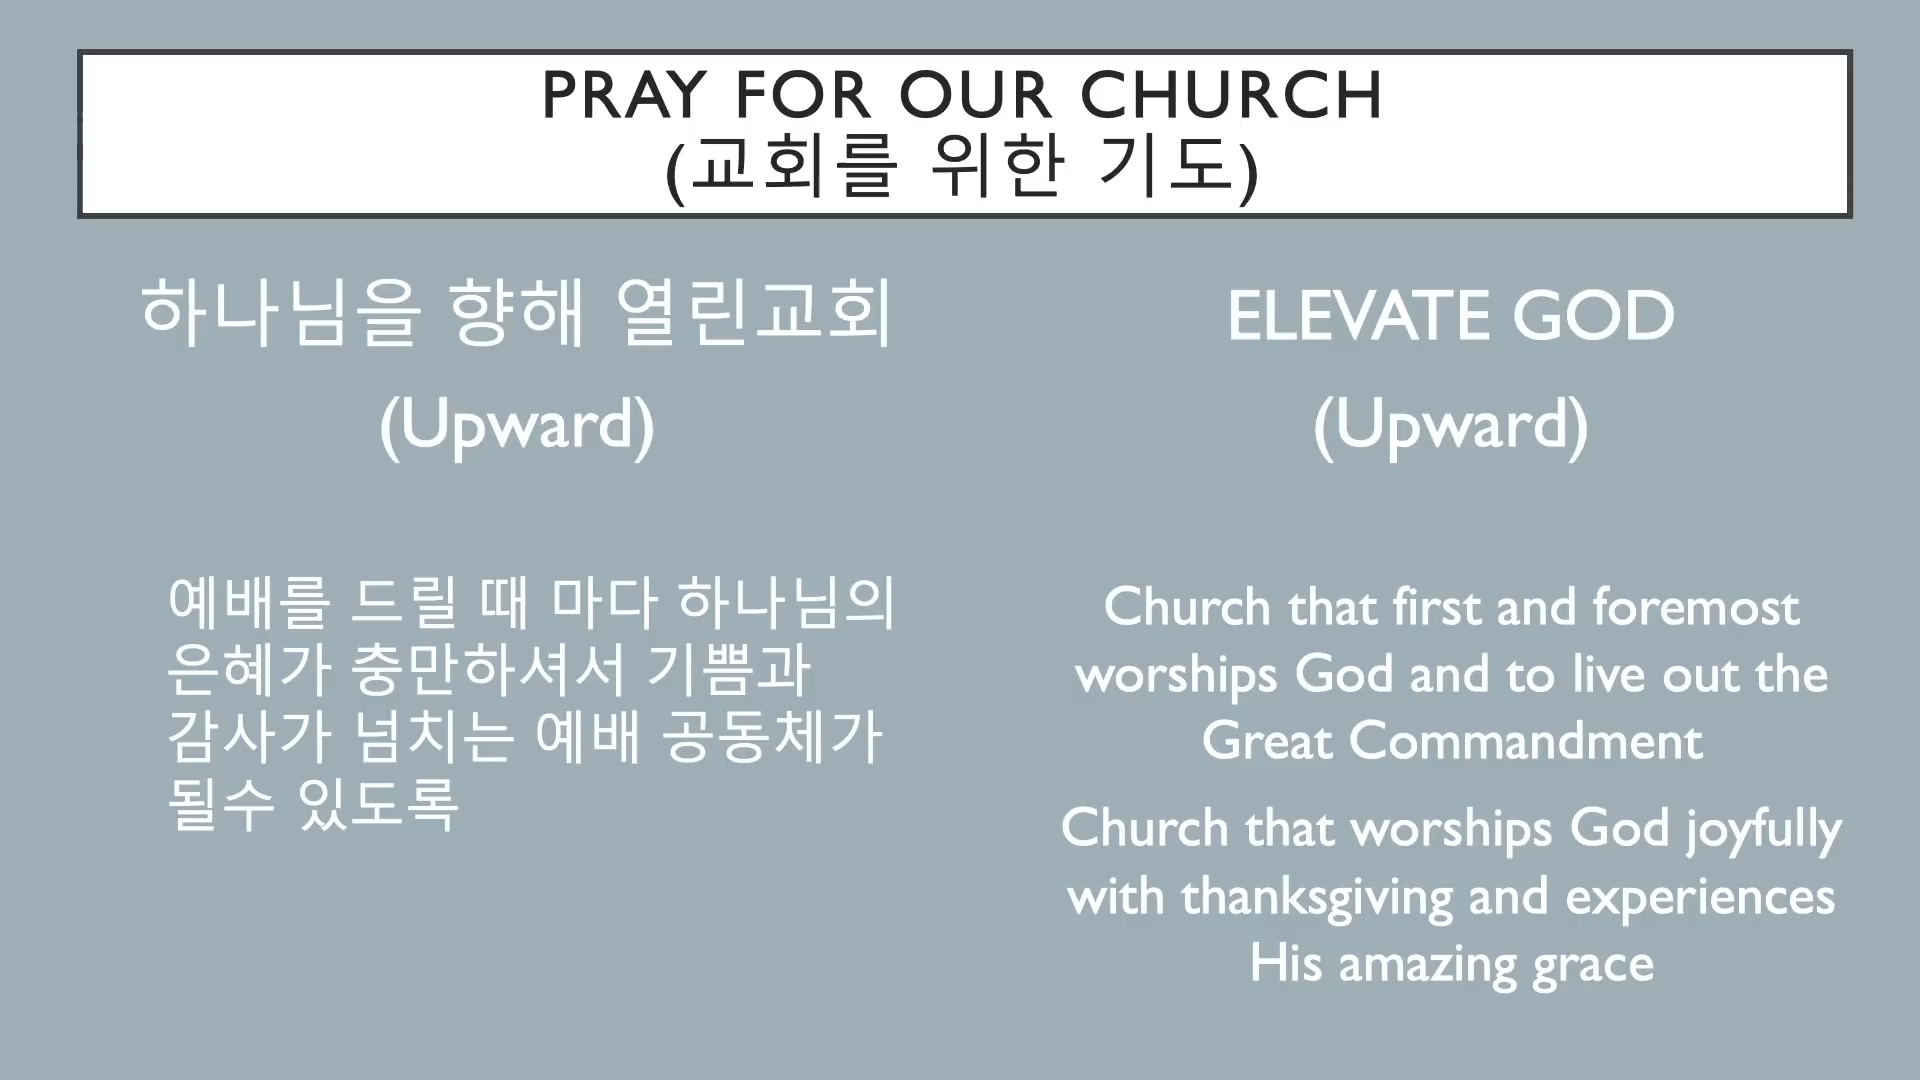 PRAY FOR OUR CHURCH
(교회를 위한 기도)
하나님을 향해 열린교회
(Upward)
예배를 드릴 때 마다 하나님의
은혜가 충만하셔서 기쁨과
감사가 넘치는 예배 공동체가
될수 있도록
ELEVATE GOD
(Upward)
Church that first and foremost
worships God and to live out the
Great Commandment
Church that worships God joyfully
with thanksgiving and experiences
His amazing grace